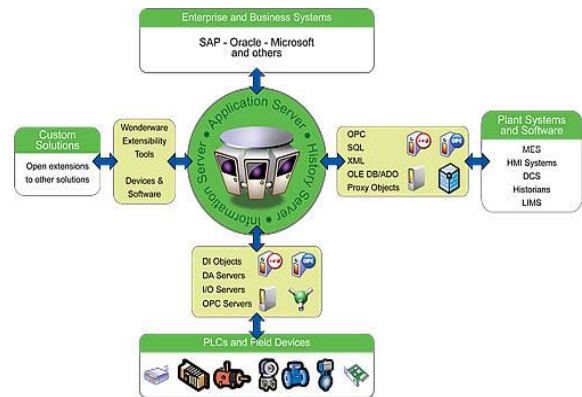 Enterprise and Business Systems
SAP - Oracle - Microsoft
and others
Custom
Solutions
Open extensions
to other solutions
Wonderware
Extensibility
Tools
Devices &
Software
Information Server • Application Server • History Server •
OPC
SQL
XML
OLE DB/ADO
Proxy Objects
OPC
Plant Systems
and Software
MES
HMI Systems
DCS
Historians
LIMS
DI Objects
DA Servers
I/O Servers
OPC Servers
OPC
PLCs and Field Devices